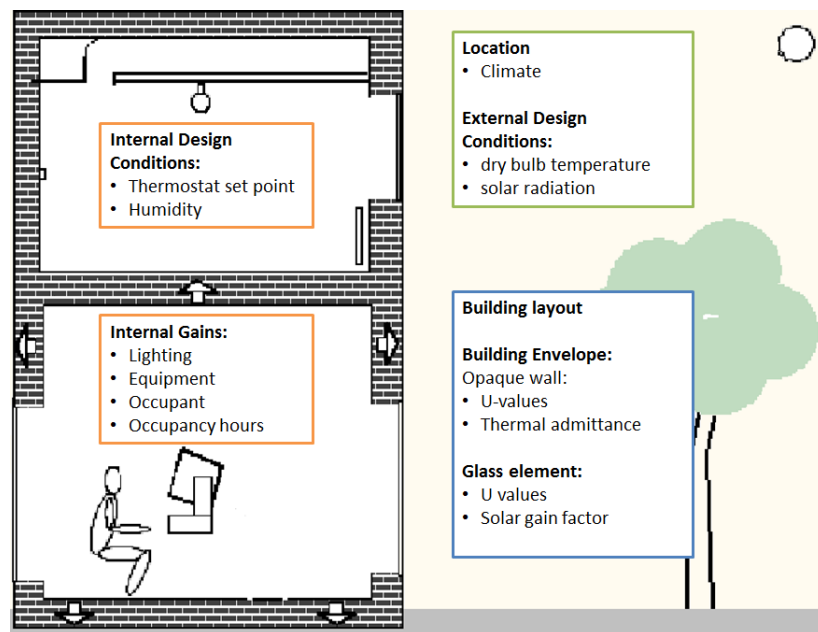 Internal Design
Conditions:
• Thermostat set point
• Humidity
Internal Gains:
• Lighting
• Equipment
• Occupant
• Occupancy hours
Location
• Climate
External Design
Conditions:
• dry bulb temperature
• solar radiation
Building layout
Building Envelope:
Opaque wall:
• U-values
• Thermal admittance
Glass element:
• U values
• Solar gain factor